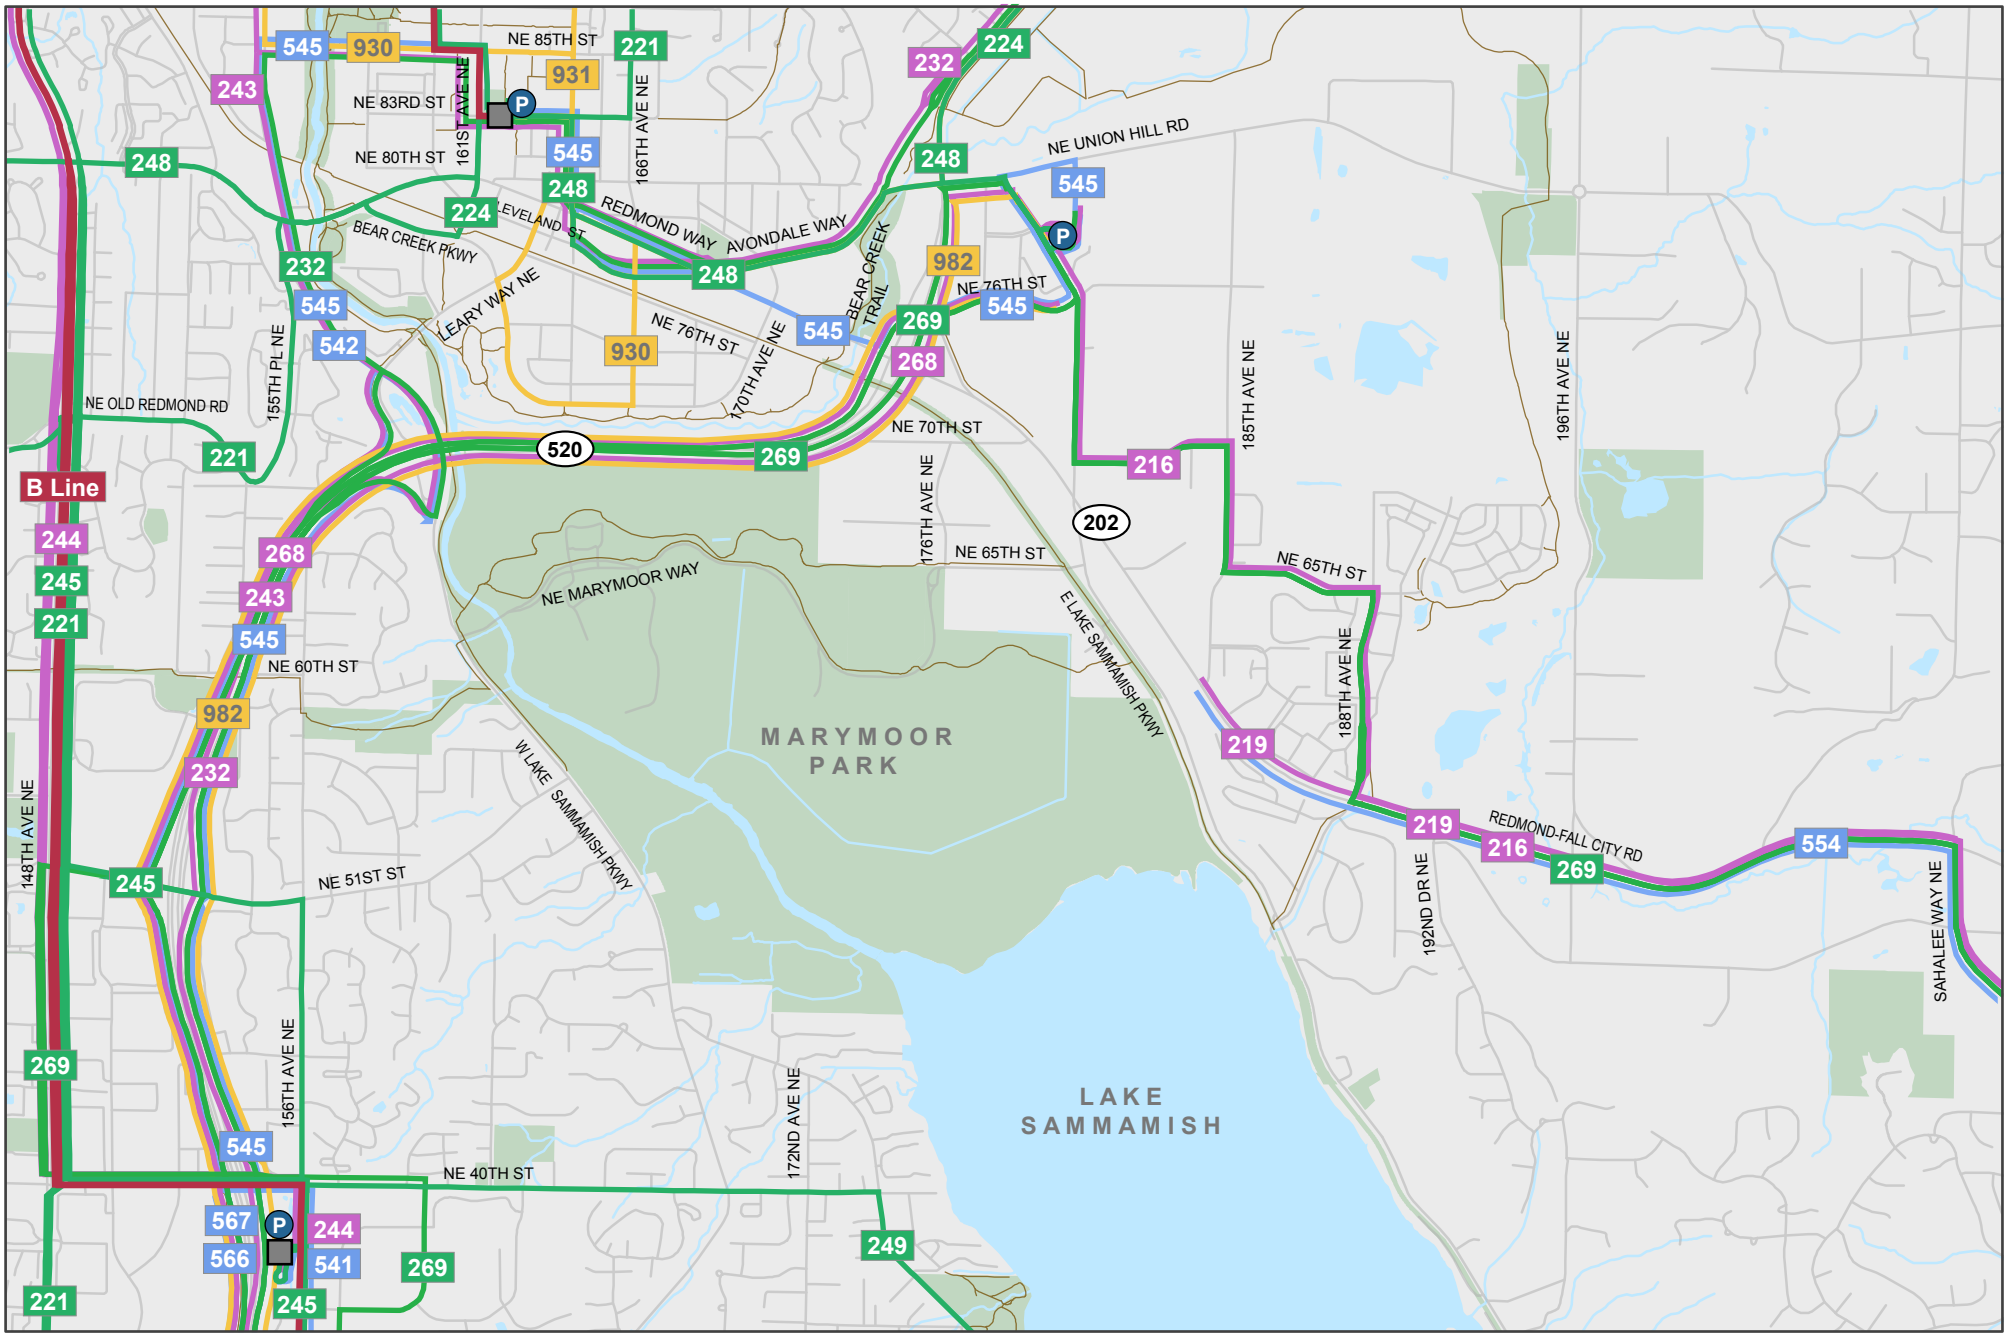 NE 85TH ST
545
930
221
224
232
931
243
161ST AVE NE
166TH AVE NE
NE 83RD ST
P
NE UNION HILL RD
248
NE 80TH ST
545
248
545
248
224
CLEVELAND ST
REDMOND WAY
AVONDALE WAY
BEAR CREEK PKWY
P
232
248
BEAR CREEK
TRAIL
982
NE 76TH ST
545
545
LEARY WAY NE
269
545
542
155TH PL NE
930
NE 76TH ST
170TH AVE NE
268
185TH AVE NE
196TH AVE NE
NE OLD REDMOND RD
221
520
269
NE 70TH ST
216
B Line
176TH AVE NE
202
244
268
NE 65TH ST
NE 65TH ST
245
243
NE MARYMOOR WAY
221
545
E LAKE SAMMAMISH PKWY
NE 60TH ST
188TH AVE NE
982
MARYMOOR
PARK
219
232
W LAKE SAMMAMISH PKWY
148TH AVE NE
219
REDMOND-FALL CITY RD
216
554
269
245
NE 51ST ST
192ND DR NE
SAHALEE WAY NE
269
156TH AVE NE
172ND AVE NE
LAKE
SAMMAMISH
545
NE 40TH ST
567
P
244
566
541
269
249
221
245